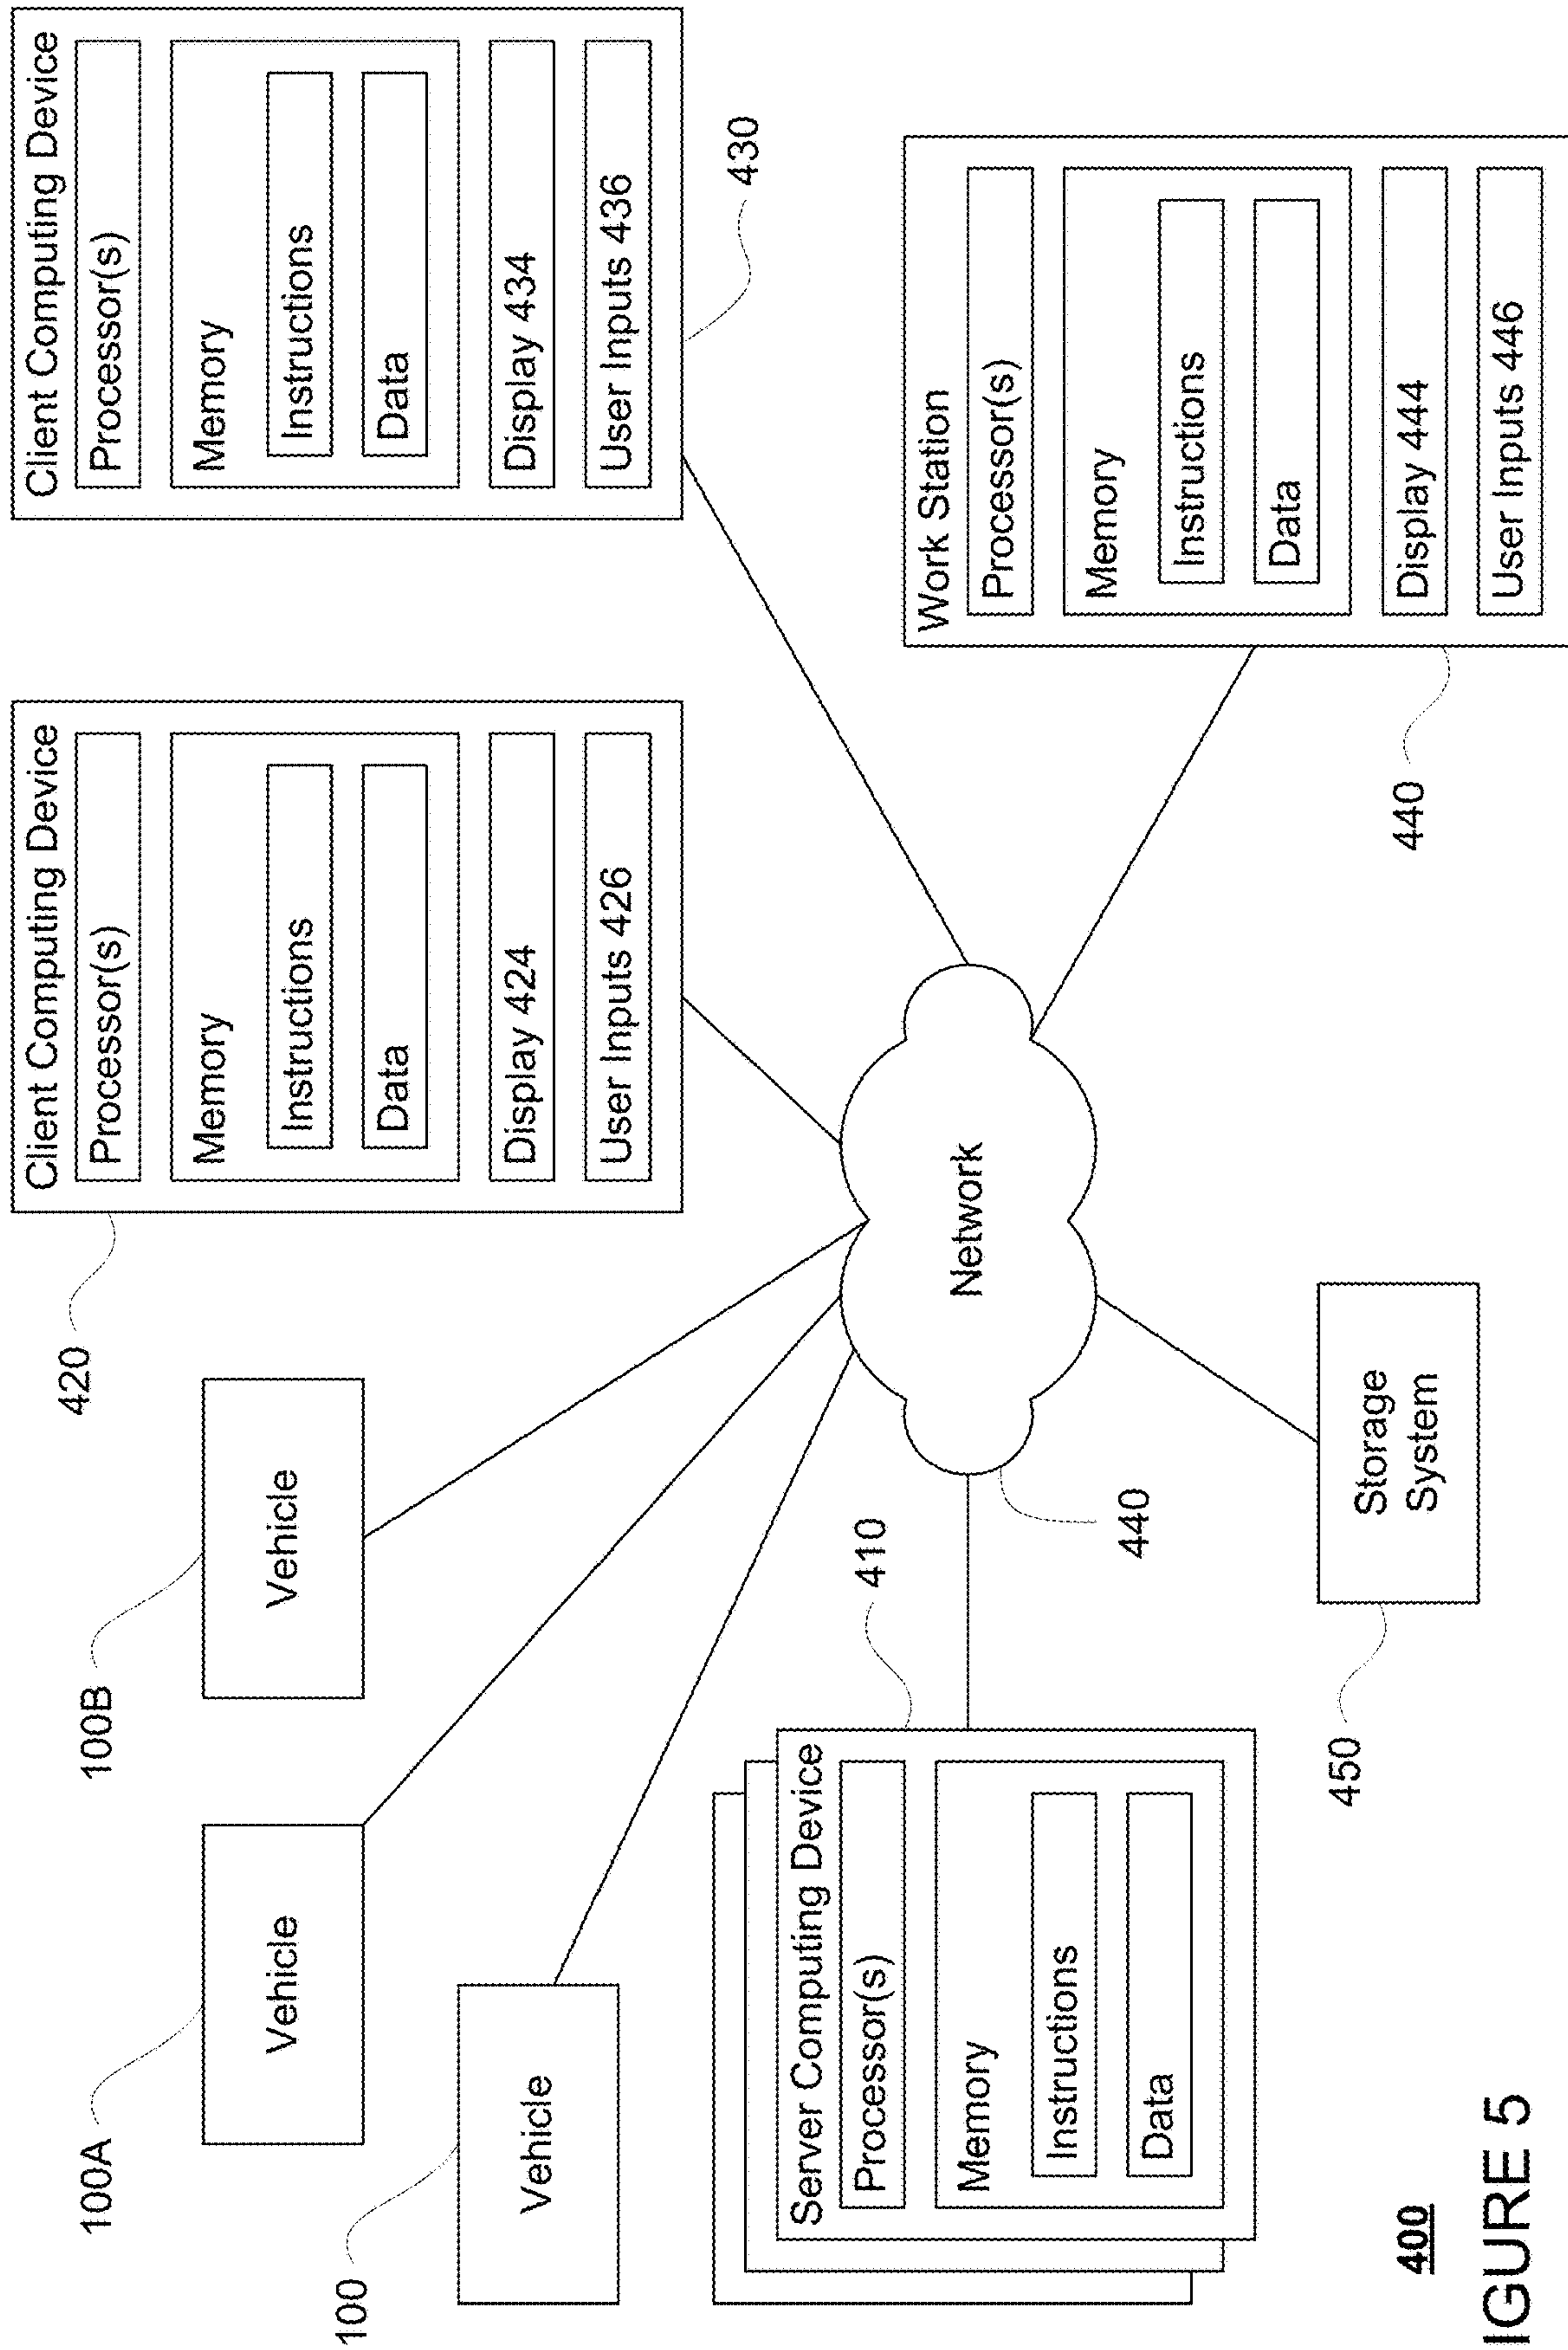 100A
Vehicle
100B
Vehicle
420
Client Computing Device
Processor(s)
Memory
Instructions
Data
Display 424
User Inputs 426
Client Computing Device
Processor(s)
Memory
Instructions
Data
Display 434
User Inputs 436
430
100
Vehicle
Server Computing Device
Processor(s)
Memory
Instructions
Data
410
Network
440
Storage
System
450
Work Station
Processor(s)
Memory
Instructions
Data
Display 444
User Inputs 446
440
400
IGURE 5